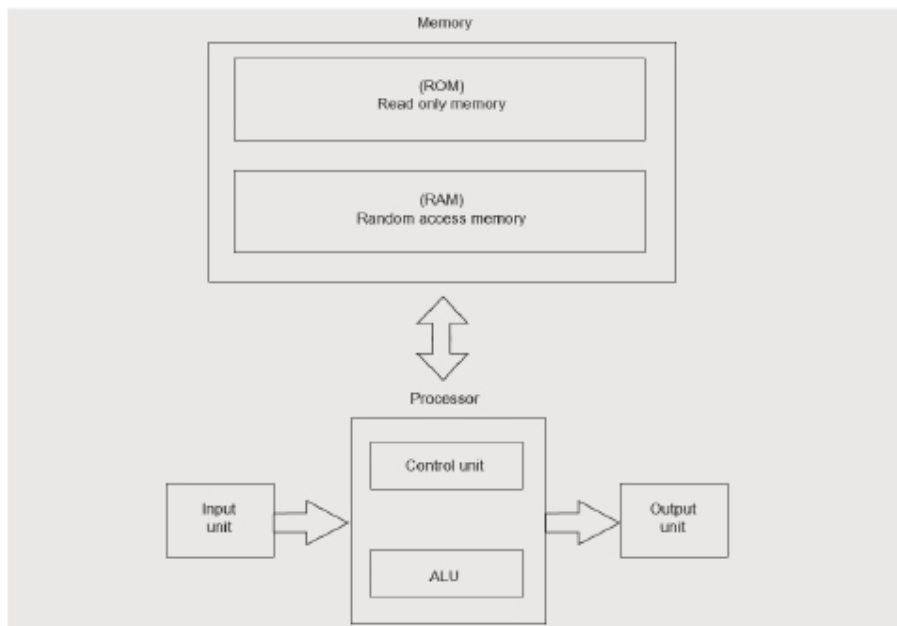 Memory
(ROM)
Read only memory
(RAM)
Random access memory
Processor
Control unit
Input
unit
Output
unit
ALU